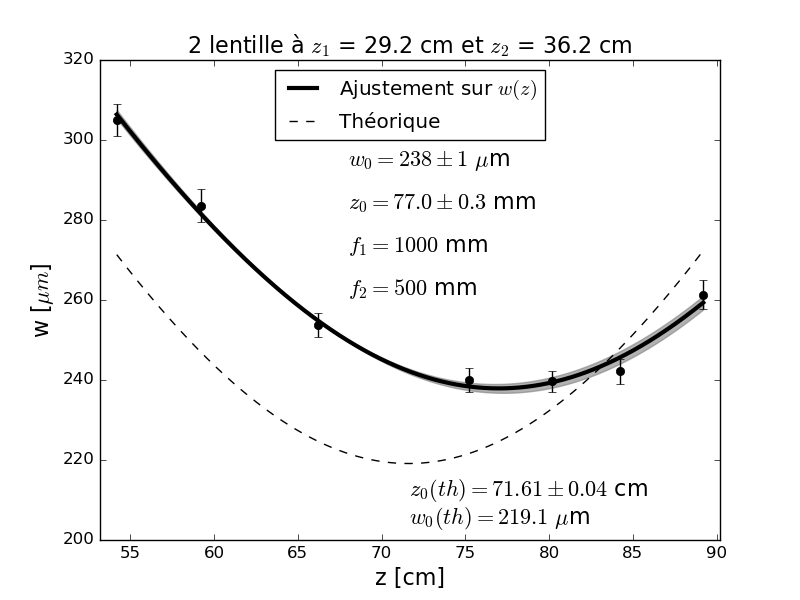 2 lentille à z₁ = 29.2 cm et z₂ = 36.2 cm
Ajustement sur w(z)
Théorique
w₀ = 238 ± 1 μm
z₀ = 77.0 ± 0.3 mm
f₁ = 1000 mm
f₂ = 500 mm
z₀(th) = 71.61 ± 0.04 cm
w₀(th) = 219.1 μm
w [μm]
320
300
280
260
240
220
200
55 60 65 70 75 80 85 90
z [cm]